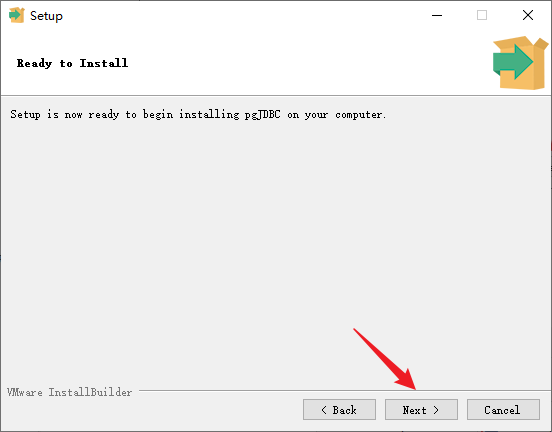 Setup
Ready to Install
Setup is now ready to begin installing pgJDBC on your computer.
VMware InstallBuilder
< Back
Next >
Cancel